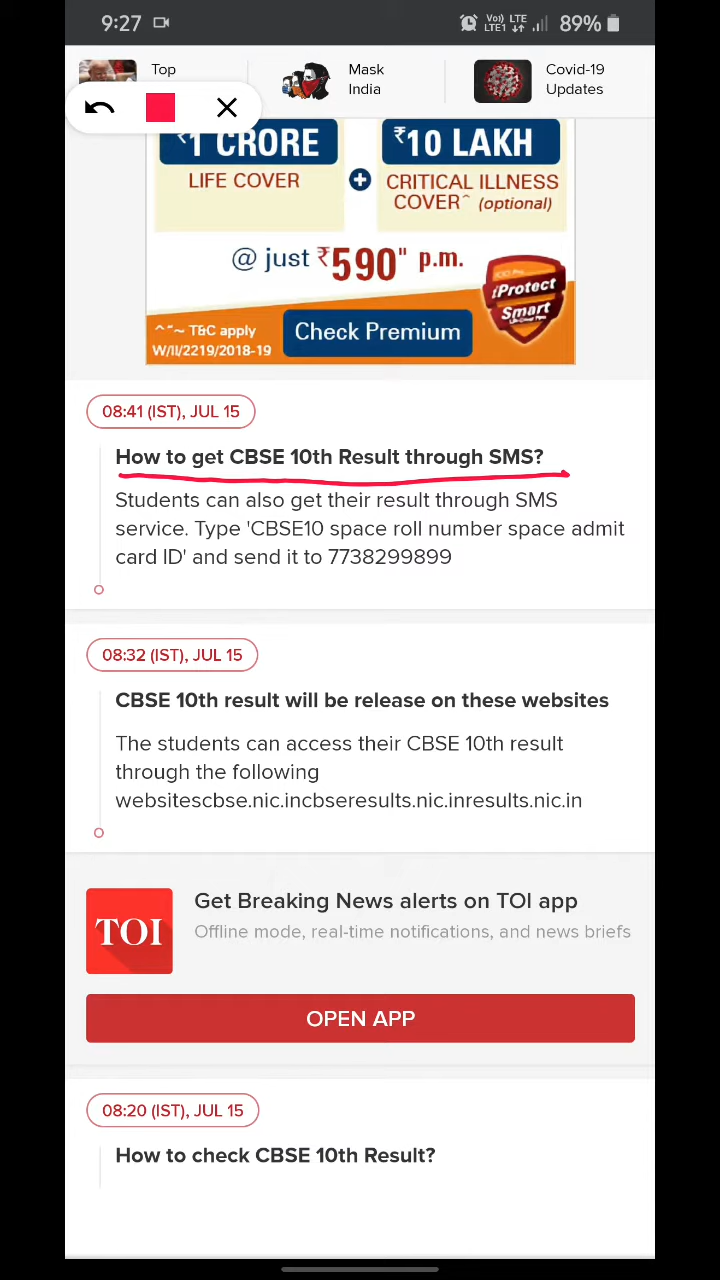 9:27
Vo)) LTE
LTE1
89%
Top
Mask
India
Covid-19
Updates
₹1 CRORE
LIFE COVER
₹10 LAKH
CRITICAL ILLNESS
COVER^ (optional)
@ just ₹590" p.m.
iProtect
Smart
^"~ T&C apply
W/II/2219/2018-19
Check Premium
08:41 (IST), JUL 15
How to get CBSE 10th Result through SMS?
Students can also get their result through SMS
service. Type 'CBSE10 space roll number space admit
card ID' and send it to 7738299899
08:32 (IST), JUL 15
CBSE 10th result will be release on these websites
The students can access their CBSE 10th result
through the following
websitescbse.nic.incbseresults.nic.inresults.nic.in
TOI
Get Breaking News alerts on TOI app
Offline mode, real-time notifications, and news briefs
OPEN APP
08:20 (IST), JUL 15
How to check CBSE 10th Result?